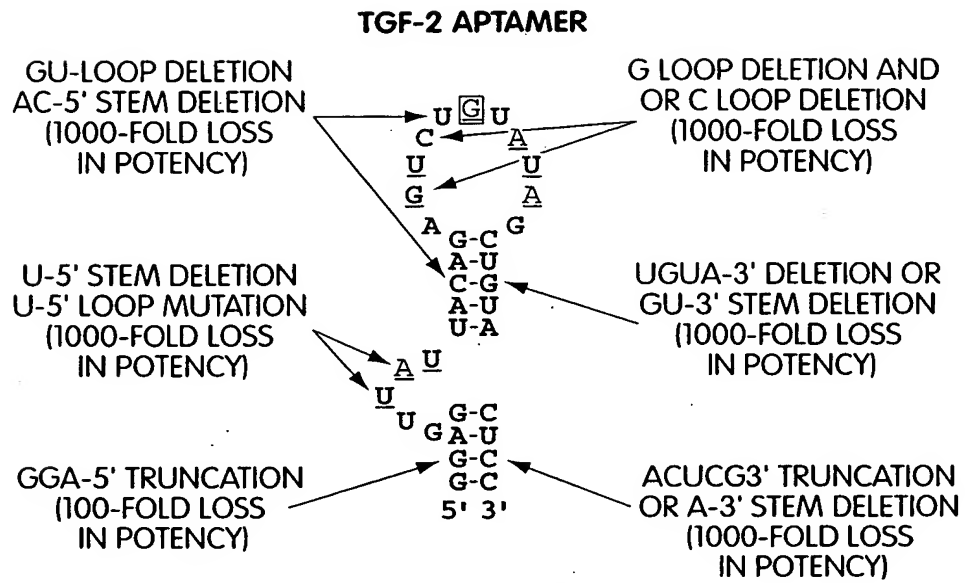 TGF-2 APTAMER
GU-LOOP DELETION
AC-5' STEM DELETION
(1000-FOLD LOSS
IN POTENCY)
G LOOP DELETION AND
OR C LOOP DELETION
(1000-FOLD LOSS
IN POTENCY)
U G U
C A
U U
G A
A G
G-C
A-U
C-G
A-U
U-A
U-5' STEM DELETION
U-5' LOOP MUTATION
(1000-FOLD LOSS
IN POTENCY)
UGUA-3' DELETION OR
GU-3' STEM DELETION
(1000-FOLD LOSS
IN POTENCY)
A U
U
U G
G-C
A-U
G-C
G-C
5' 3'
GGA-5' TRUNCATION
(100-FOLD LOSS
IN POTENCY)
ACUCG3' TRUNCATION
OR A-3' STEM DELETION
(1000-FOLD LOSS
IN POTENCY)